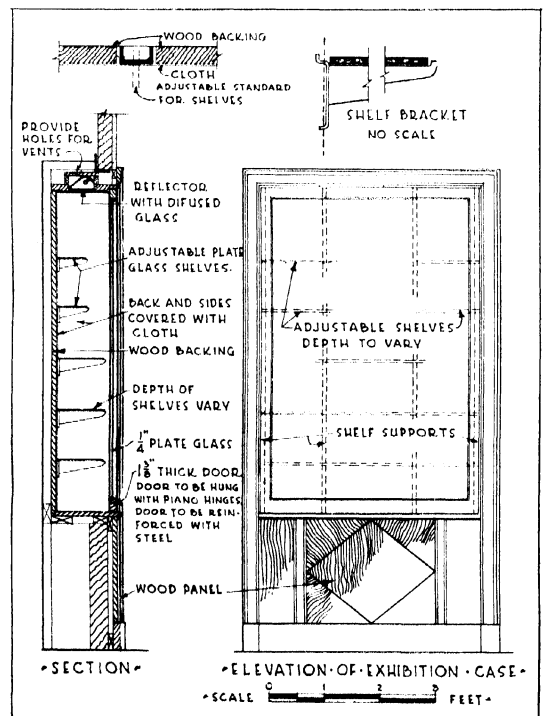 WOOD BACKING
CLOTH
ADJUSTABLE STANDARD
FOR SHELVES
SHELF BRACKET
NO SCALE
PROVIDE
HOLES FOR
VENTS
REFLECTOR
WITH DIFUSED
GLASS
ADJUSTABLE PLATE
GLASS SHELVES.
BACK AND SIDES
COVERED WITH
CLOTH
WOOD BACKING
DEPTH OF
SHELVES VARY
1/4" PLATE GLASS
1 3/8" THICK DOOR
DOOR TO BE HUNG
WITH PIANO HINGES,
DOOR TO BE REIN-
FORCED WITH
STEEL
WOOD PANEL
ADJUSTABLE SHELVES
DEPTH TO VARY
SHELF SUPPORTS
• SECTION •
• ELEVATION • OF • EXHIBITION • CASE •
• SCALE 0 1 2 3 FEET •